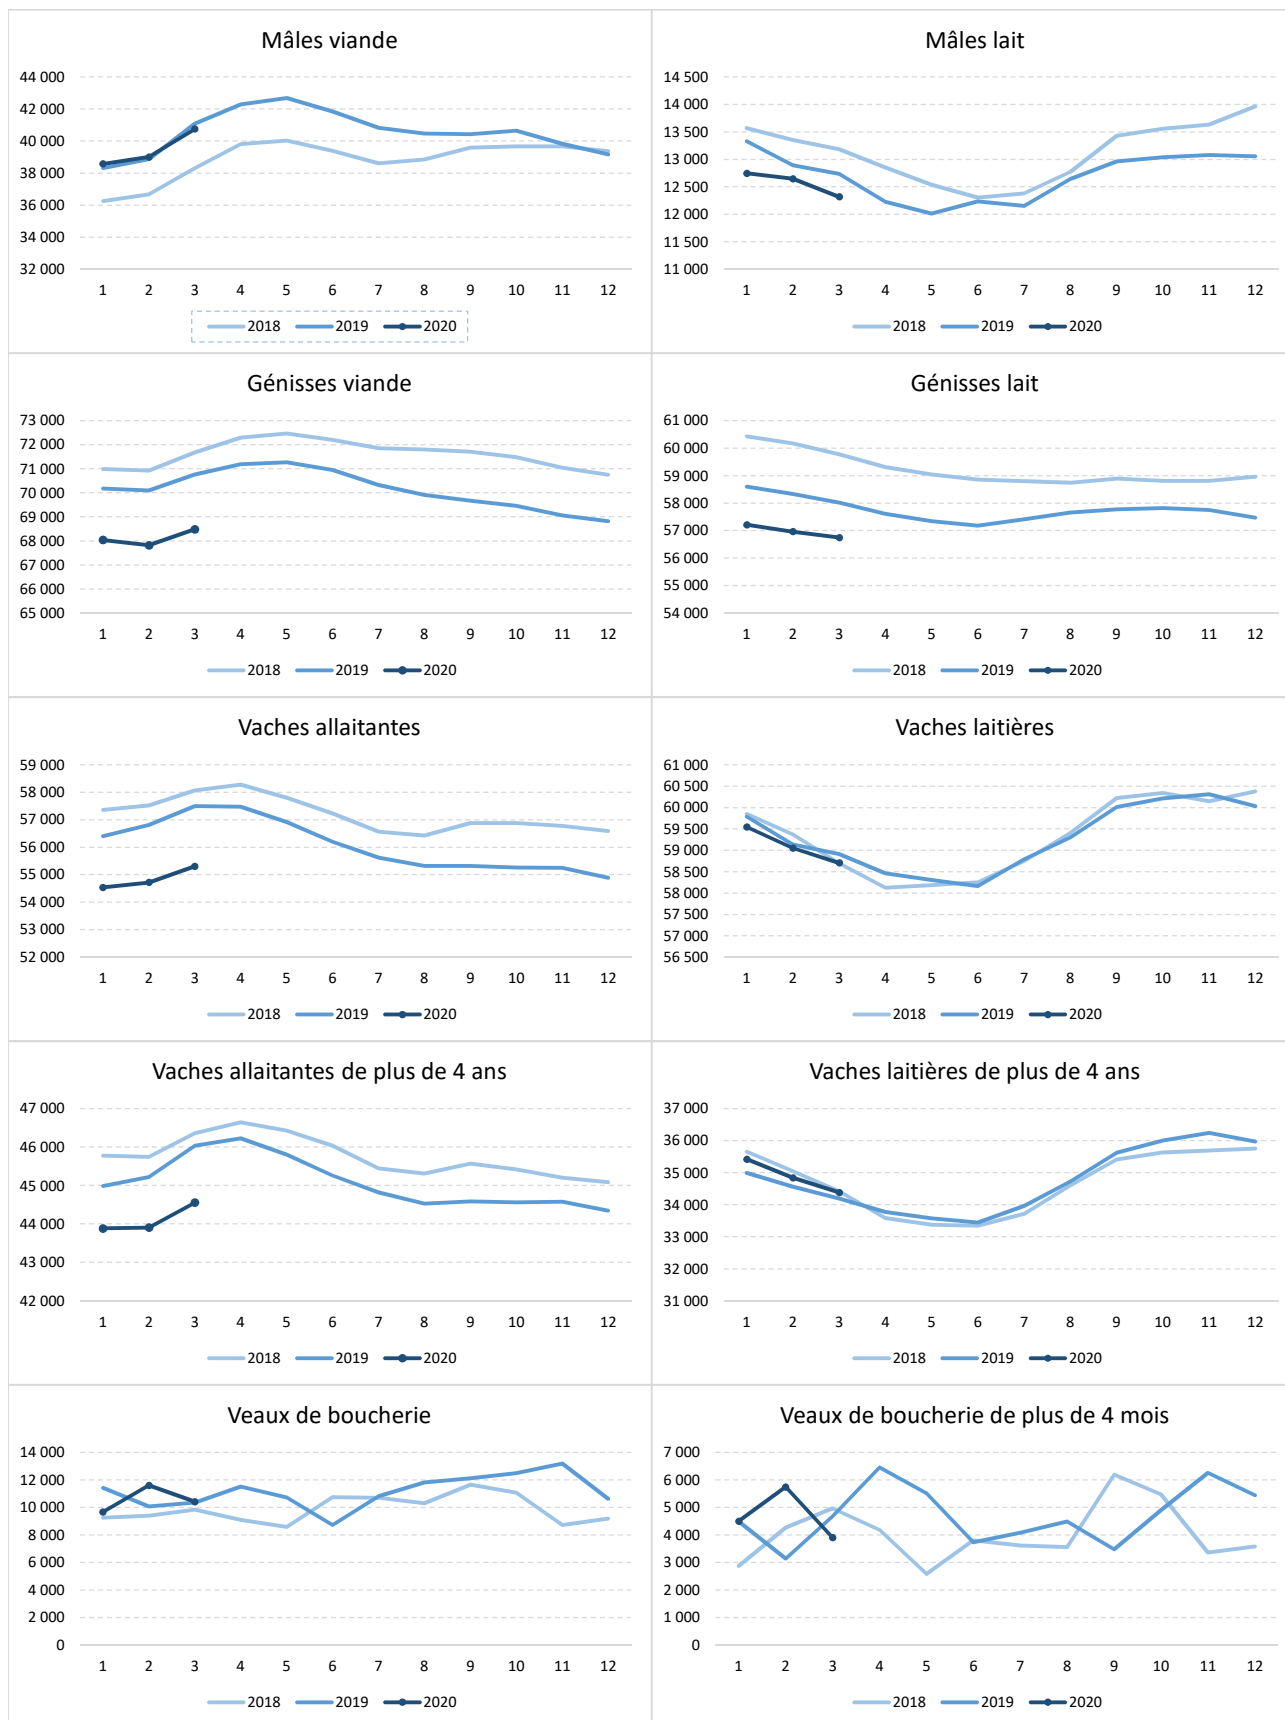 Mâles viande
44 000
42 000
40 000
38 000
36 000
34 000
32 000
1 2 3 4 5 6 7 8 9 10 11 12
2018 2019 2020
Mâles lait
14 500
14 000
13 500
13 000
12 500
12 000
11 500
11 000
1 2 3 4 5 6 7 8 9 10 11 12
2018 2019 2020
Génisses viande
73 000
72 000
71 000
70 000
69 000
68 000
67 000
66 000
65 000
1 2 3 4 5 6 7 8 9 10 11 12
2018 2019 2020
Génisses lait
61 000
60 000
59 000
58 000
57 000
56 000
55 000
54 000
1 2 3 4 5 6 7 8 9 10 11 12
2018 2019 2020
Vaches allaitantes
59 000
58 000
57 000
56 000
55 000
54 000
53 000
52 000
1 2 3 4 5 6 7 8 9 10 11 12
2018 2019 2020
Vaches laitières
61 000
60 500
60 000
59 500
59 000
58 500
58 000
57 500
57 000
56 500
1 2 3 4 5 6 7 8 9 10 11 12
2018 2019 2020
Vaches allaitantes de plus de 4 ans
47 000
46 000
45 000
44 000
43 000
42 000
1 2 3 4 5 6 7 8 9 10 11 12
2018 2019 2020
Vaches laitières de plus de 4 ans
37 000
36 000
35 000
34 000
33 000
32 000
31 000
1 2 3 4 5 6 7 8 9 10 11 12
2018 2019 2020
Veaux de boucherie
14 000
12 000
10 000
8 000
6 000
4 000
2 000
0
1 2 3 4 5 6 7 8 9 10 11 12
2018 2019 2020
Veaux de boucherie de plus de 4 mois
7 000
6 000
5 000
4 000
3 000
2 000
1 000
0
1 2 3 4 5 6 7 8 9 10 11 12
2018 2019 2020